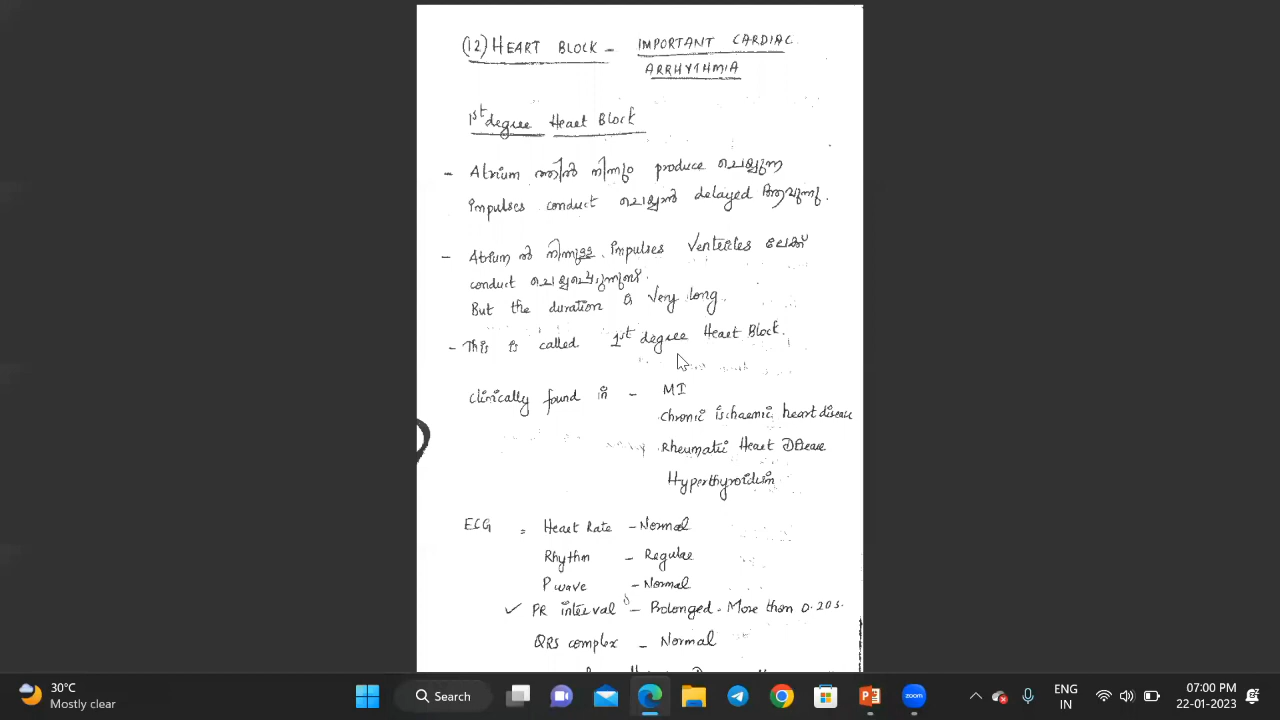 (12) HEART BLOCK - IMPORTANT CARDIAC
ARRHYTHMIA
1st degree Heart Block
- Atrium ത്തിൽ നിന്നും produce ചെയ്യുന്ന
impulses conduct ചെയ്യാൻ delayed ആവുന്നു.
- Atrium ൽ നിന്നുള്ള impulses Ventricles ലേക്ക്
conduct ചെയ്യപ്പെടുന്നുണ്ട്.
But the duration is very long.
- This is called 1st degree Heart Block.
Clinically found in - MI
Chronic ischaemic heart disease
Rheumatic Heart Disease
Hyperthyroidism
ECG = Heart Rate - Normal
Rhythm - Regular
P wave - Normal
✓ PR interval - Prolonged - More than 0.20s.
QRS complex - Normal
30°C
Mostly clear
Search
ENG
IN
07:00 PM
22-01-2023